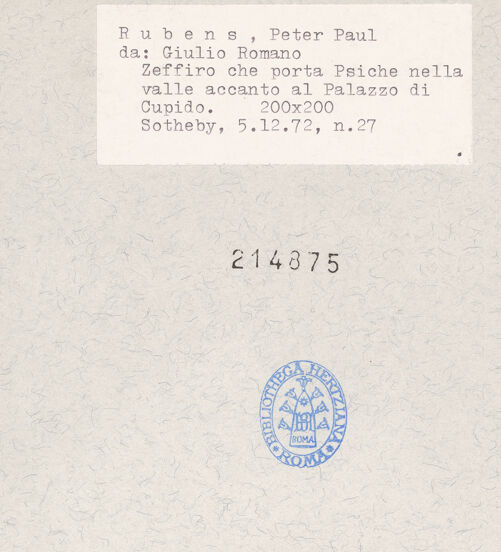 R u b e n s , Peter Paul
da: Giulio Romano
Zeffiro che porta Psiche nella
valle accanto al Palazzo di
Cupido. 200x200
Sotheby, 5.12.72, n.27
214875
BIBLIOTHECA HERTZIANA
ROMA
ROMA